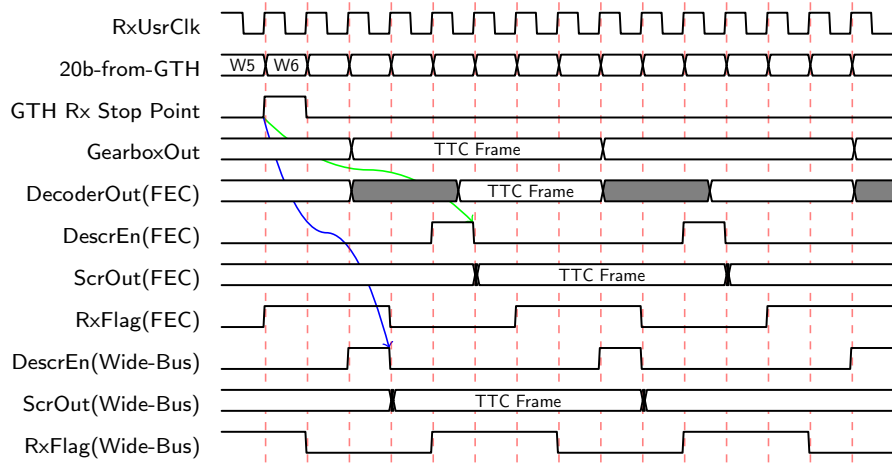 RxUsrClk
20b-from-GTH W5 W6
GTH Rx Stop Point
GearboxOut TTC Frame
DecoderOut(FEC) TTC Frame
DescrEn(FEC)
ScrOut(FEC) TTC Frame
RxFlag(FEC)
DescrEn(Wide-Bus)
ScrOut(Wide-Bus) TTC Frame
RxFlag(Wide-Bus)